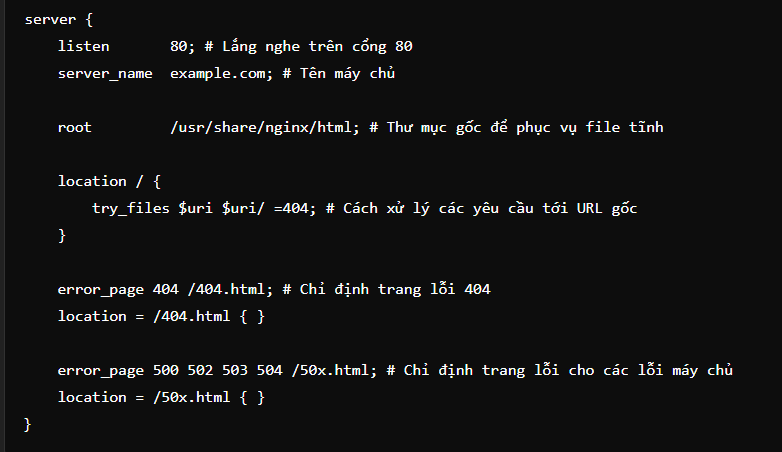 server {
    listen       80; # Lắng nghe trên cổng 80
    server_name  example.com; # Tên máy chủ
    root         /usr/share/nginx/html; # Thư mục gốc để phục vụ file tĩnh
    location / {
        try_files $uri $uri/ =404; # Cách xử lý các yêu cầu tới URL gốc
    }
    error_page 404 /404.html; # Chỉ định trang lỗi 404
    location = /404.html { }
    error_page 500 502 503 504 /50x.html; # Chỉ định trang lỗi cho các lỗi máy chủ
    location = /50x.html { }
}